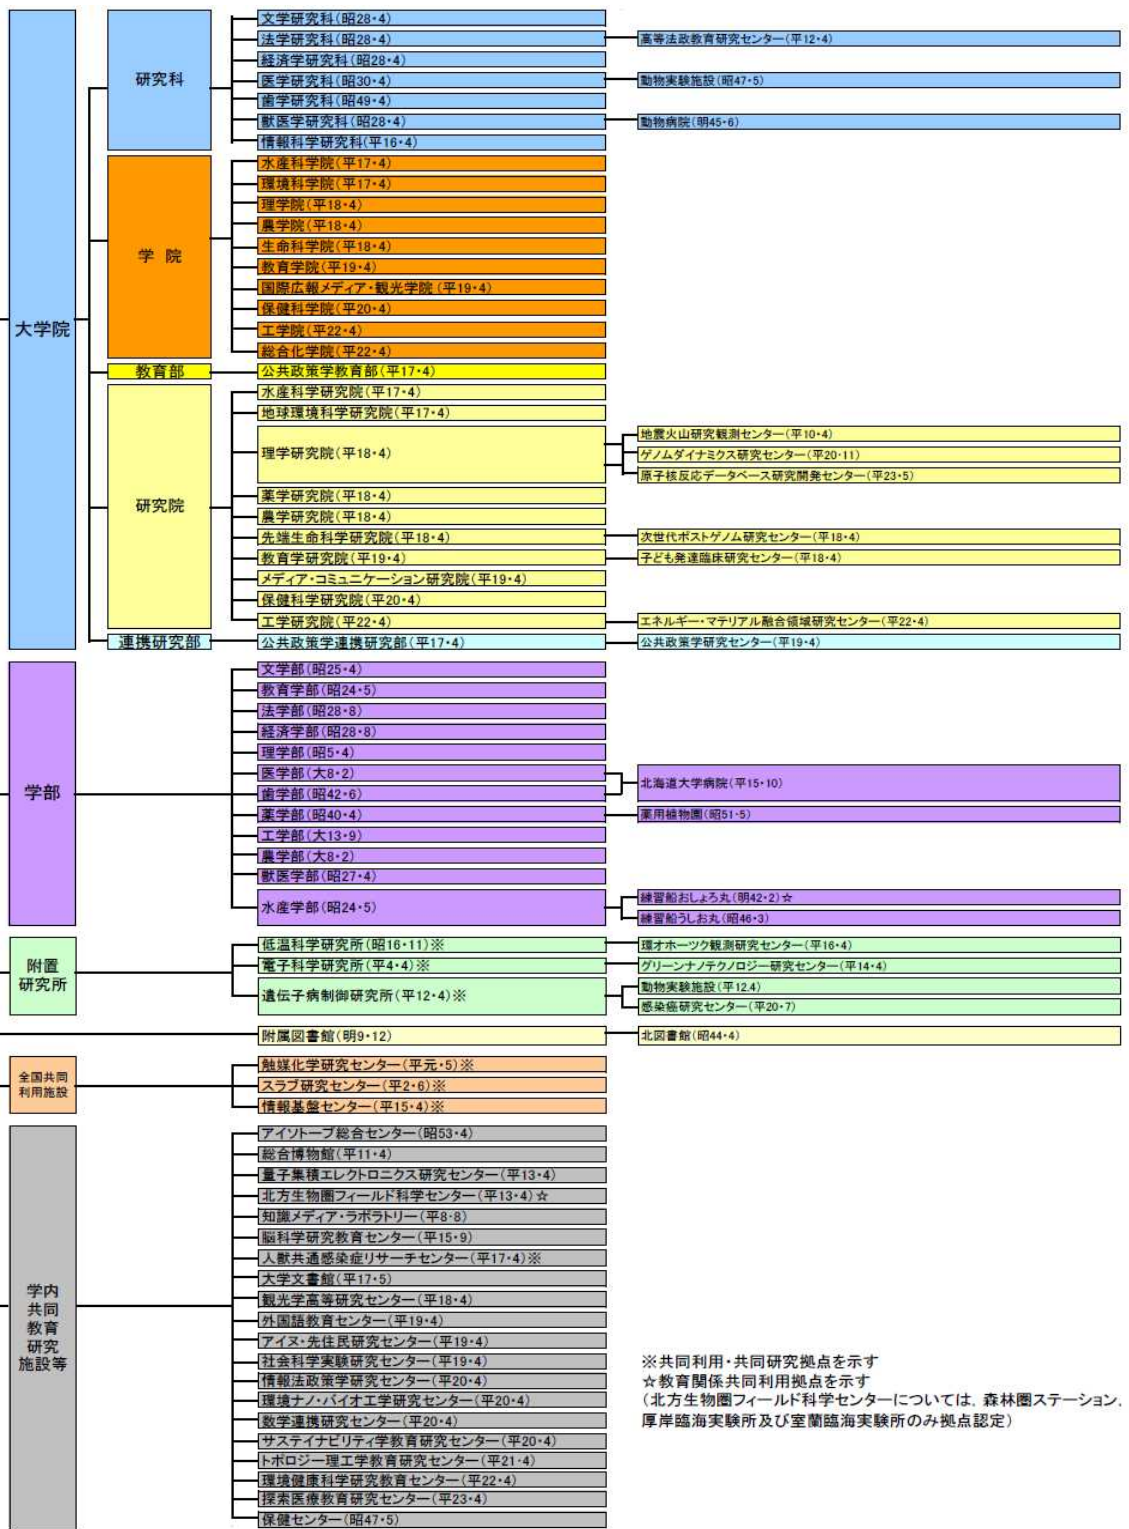 大学院
研究科
文学研究科(昭28・4)
法学研究科(昭28・4)
高等法政教育研究センター(平12・4)
経済学研究科(昭28・4)
医学研究科(昭30・4)
動物実験施設(昭47・5)
歯学研究科(昭49・4)
獣医学研究科(昭28・4)
動物病院(明45・6)
情報科学研究科(平16・4)
学 院
水産科学院(平17・4)
環境科学院(平17・4)
理学院(平18・4)
農学院(平18・4)
生命科学院(平18・4)
教育学院(平19・4)
国際広報メディア・観光学院(平19・4)
保健科学院(平20・4)
工学院(平22・4)
総合化学院(平22・4)
教育部
公共政策学教育部(平17・4)
研究院
水産科学研究院(平17・4)
地球環境科学研究院(平17・4)
理学研究院(平18・4)
地震火山研究観測センター(平10・4)
ゲノムダイナミクス研究センター(平20・11)
原子核反応データベース研究開発センター(平23・5)
薬学研究院(平18・4)
農学研究院(平18・4)
先端生命科学研究院(平18・4)
次世代ポストゲノム研究センター(平18・4)
教育学研究院(平19・4)
子ども発達臨床研究センター(平18・4)
メディア・コミュニケーション研究院(平19・4)
保健科学研究院(平20・4)
工学研究院(平22・4)
エネルギー・マテリアル融合領域研究センター(平22・4)
連携研究部
公共政策学連携研究部(平17・4)
公共政策学研究センター(平19・4)
学部
文学部(昭25・4)
教育学部(昭24・5)
法学部(昭28・8)
経済学部(昭28・8)
理学部(昭5・4)
医学部(大8・2)
歯学部(昭42・6)
北海道大学病院(平15・10)
薬学部(昭40・4)
薬用植物園(昭51・5)
工学部(大13・9)
農学部(大8・2)
獣医学部(昭27・4)
水産学部(昭24・5)
練習船おしょろ丸(明42・2)☆
練習船うしお丸(昭46・3)
附置
研究所
低温科学研究所(昭16・11)※
環オホーツク観測研究センター(平16・4)
電子科学研究所(平4・4)※
グリーンナノテクノロジー研究センター(平14・4)
遺伝子病制御研究所(平12・4)※
動物実験施設(平12.4)
感染癌研究センター(平20・7)
附属図書館(明9・12)
北図書館(昭44・4)
全国共同
利用施設
触媒化学研究センター(平元・5)※
スラブ研究センター(平2・6)※
情報基盤センター(平15・4)※
学内
共同
教育
研究
施設等
アイソトープ総合センター(昭53・4)
総合博物館(平11・4)
量子集積エレクトロニクス研究センター(平13・4)
北方生物圏フィールド科学センター(平13・4)☆
知識メディア・ラボラトリー(平8・8)
脳科学研究教育センター(平15・9)
人獣共通感染症リサーチセンター(平17・4)※
大学文書館(平17・5)
観光学高等研究センター(平18・4)
外国語教育センター(平19・4)
アイヌ・先住民研究センター(平19・4)
社会科学実験研究センター(平19・4)
情報法政策学研究センター(平20・4)
環境ナノ・バイオ工学研究センター(平20・4)
数学連携研究センター(平20・4)
サステイナビリティ学教育研究センター(平20・4)
トポロジー理工学教育研究センター(平21・4)
環境健康科学研究教育センター(平22・4)
探索医療教育研究センター(平23・4)
保健センター(昭47・5)
※共同利用・共同研究拠点を示す
☆教育関係共同利用拠点を示す
(北方生物圏フィールド科学センターについては、森林圏ステーション、
厚岸臨海実験所及び室蘭臨海実験所のみ拠点認定)